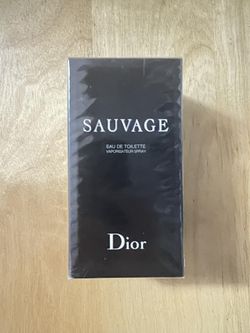 SAUVAGE
EAU DE TOILETTE
VAPORISATEUR-SPRAY
Dior